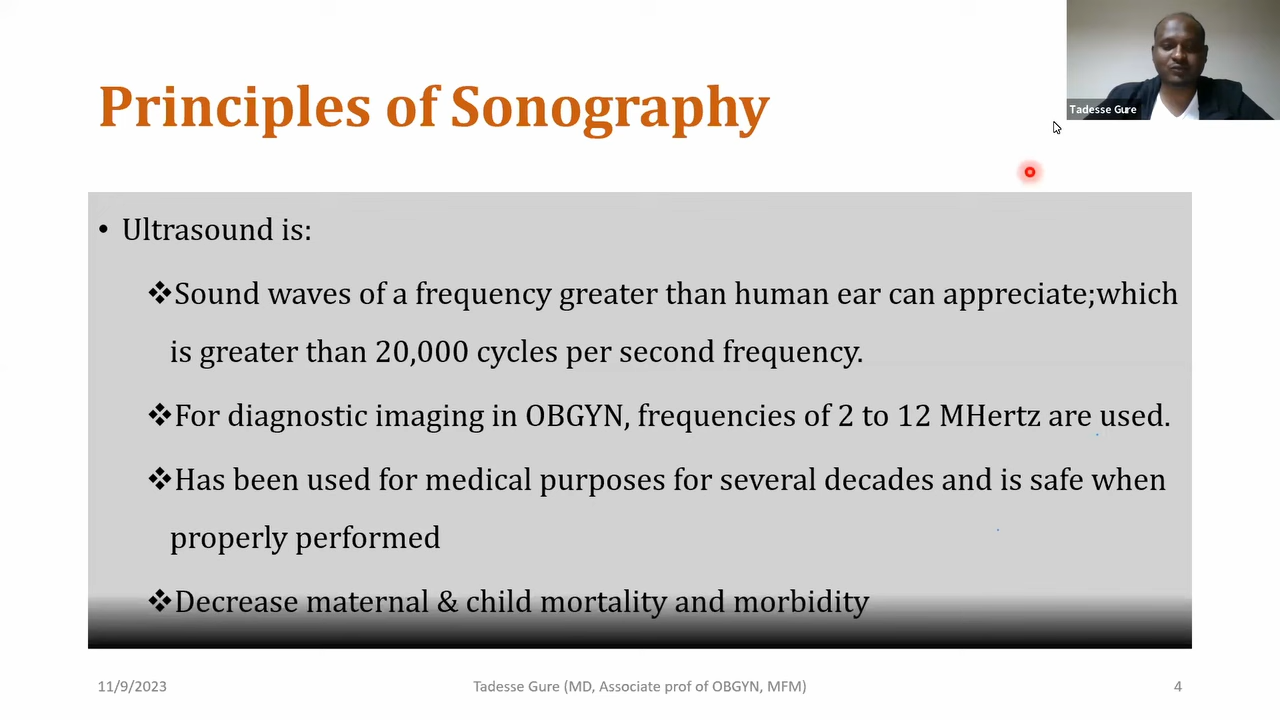 Principles of Sonography
Tadesse Gure
• Ultrasound is:
❖Sound waves of a frequency greater than human ear can appreciate;which
is greater than 20,000 cycles per second frequency.
❖For diagnostic imaging in OBGYN, frequencies of 2 to 12 MHertz are used.
❖Has been used for medical purposes for several decades and is safe when
properly performed
❖Decrease maternal & child mortality and morbidity
11/9/2023
Tadesse Gure (MD, Associate prof of OBGYN, MFM)
4